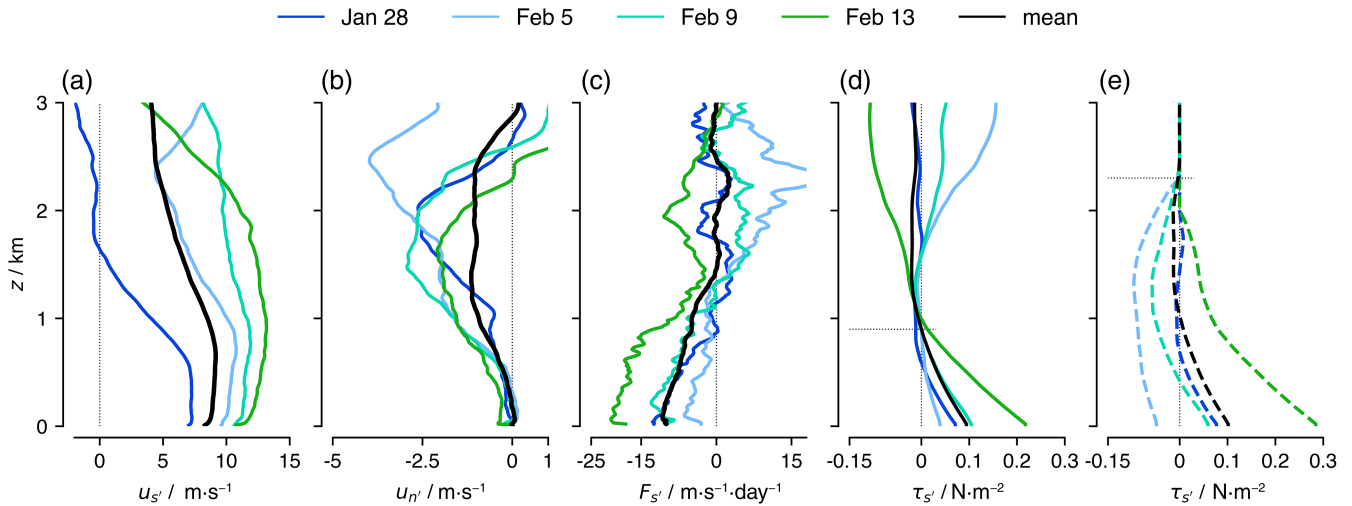 Jan 28 Feb 5 Feb 9 Feb 13 mean
(a) (b) (c) (d) (e)
3
2
1
0
z / km
0 5 10 15
-5 -2.5 0 1
-25 -15 0 15
-0.15 0 0.1 0.2 0.3
-0.15 0 0.1 0.2 0.3
u_s′ / m·s⁻¹
u_n′ / m·s⁻¹
F_s′ / m·s⁻¹·day⁻¹
τ_s′ / N·m⁻²
τ_s′ / N·m⁻²